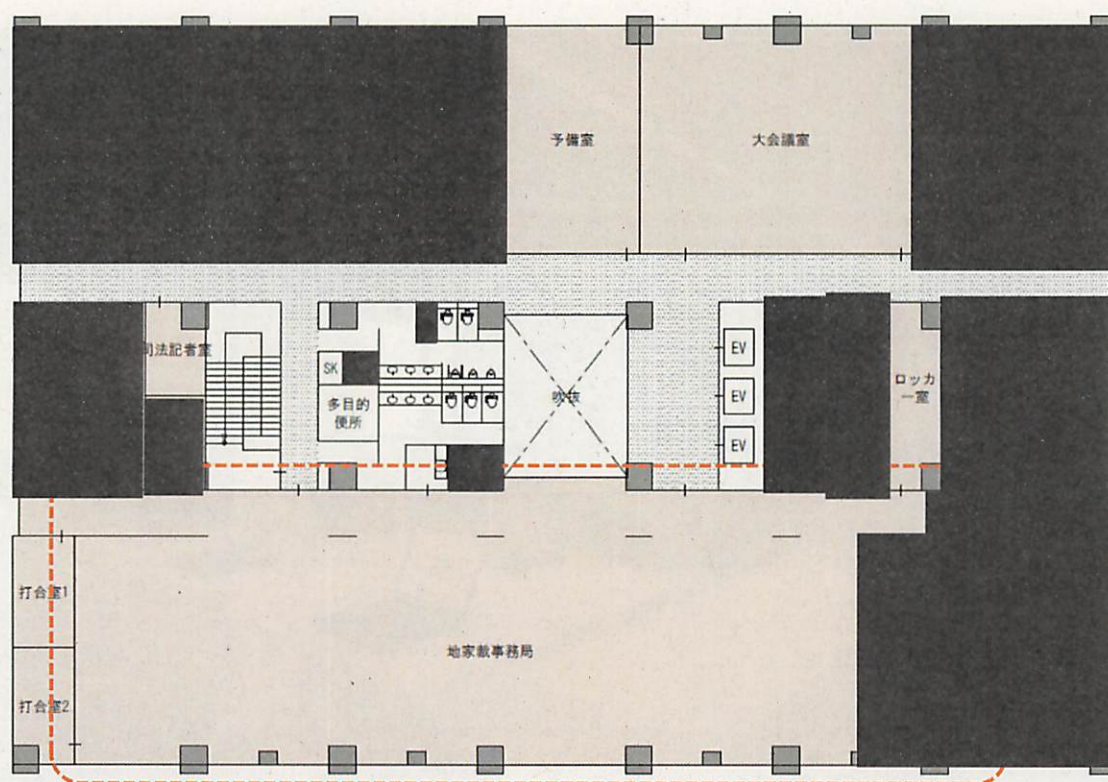 予備室
大会議室
司法記者室
SK
多目的
便所
吹抜
EV
EV
EV
ロッカ
ー室
打合室1
打合室2
地家裁事務局